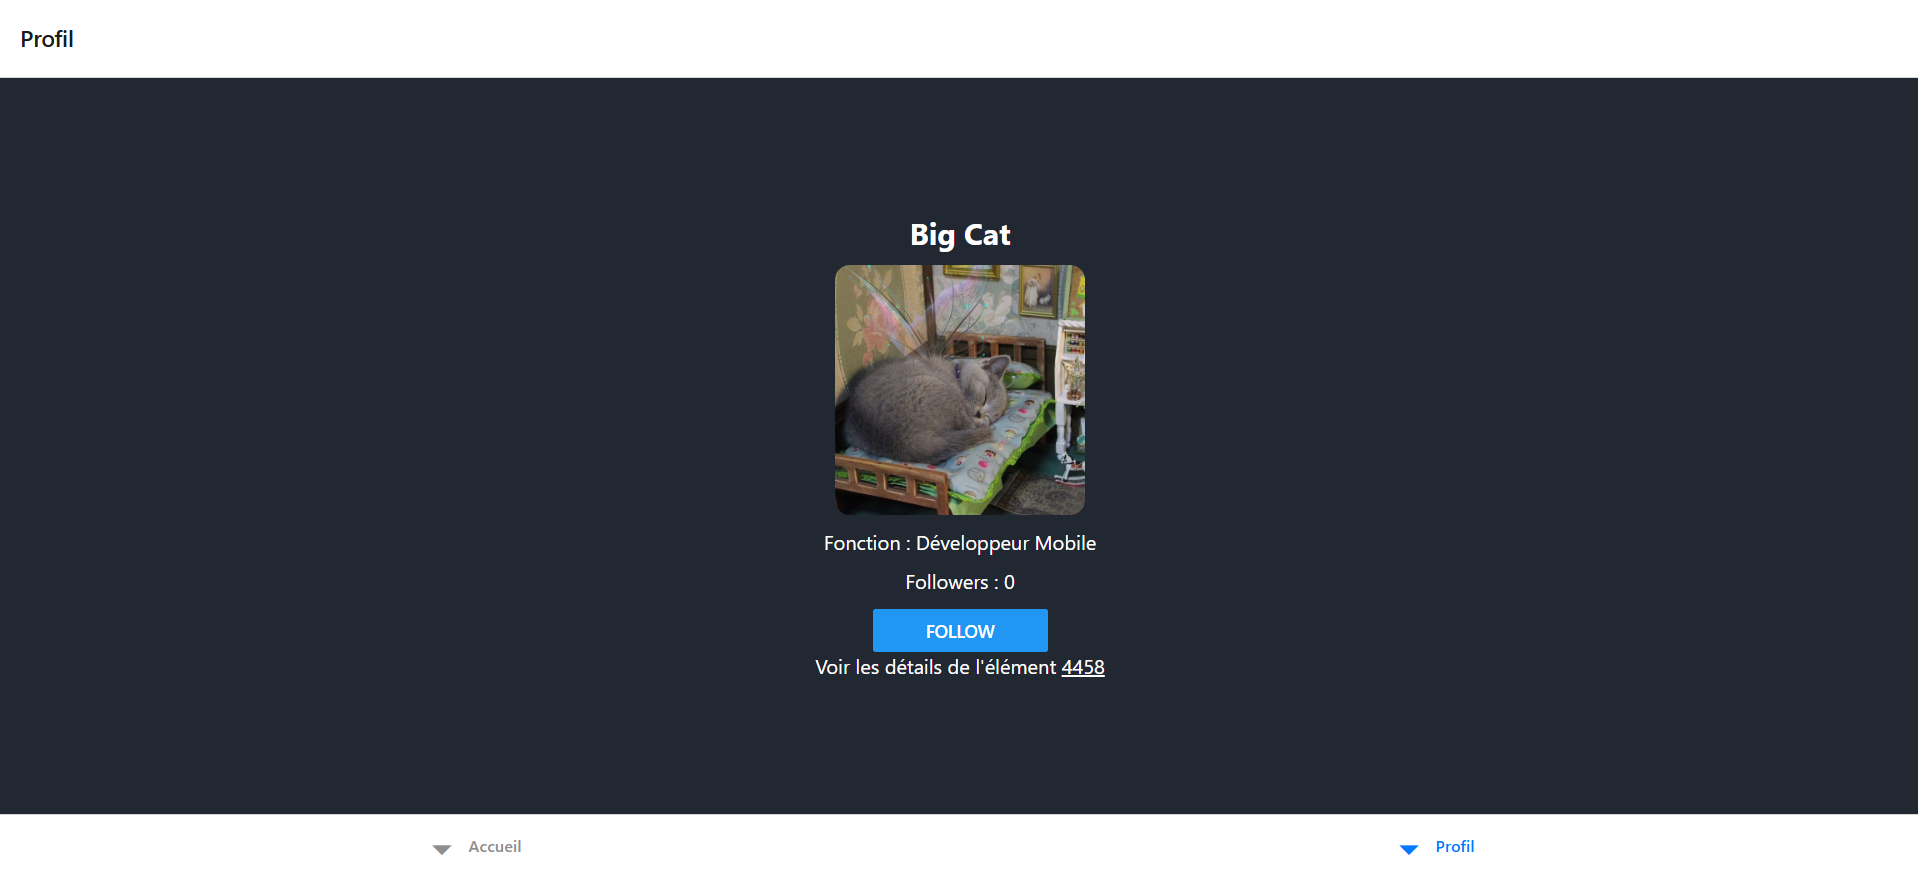 Profil
Big Cat
Fonction : Développeur Mobile
Followers : 0
FOLLOW
Voir les détails de l'élément 4458
Accueil
Profil